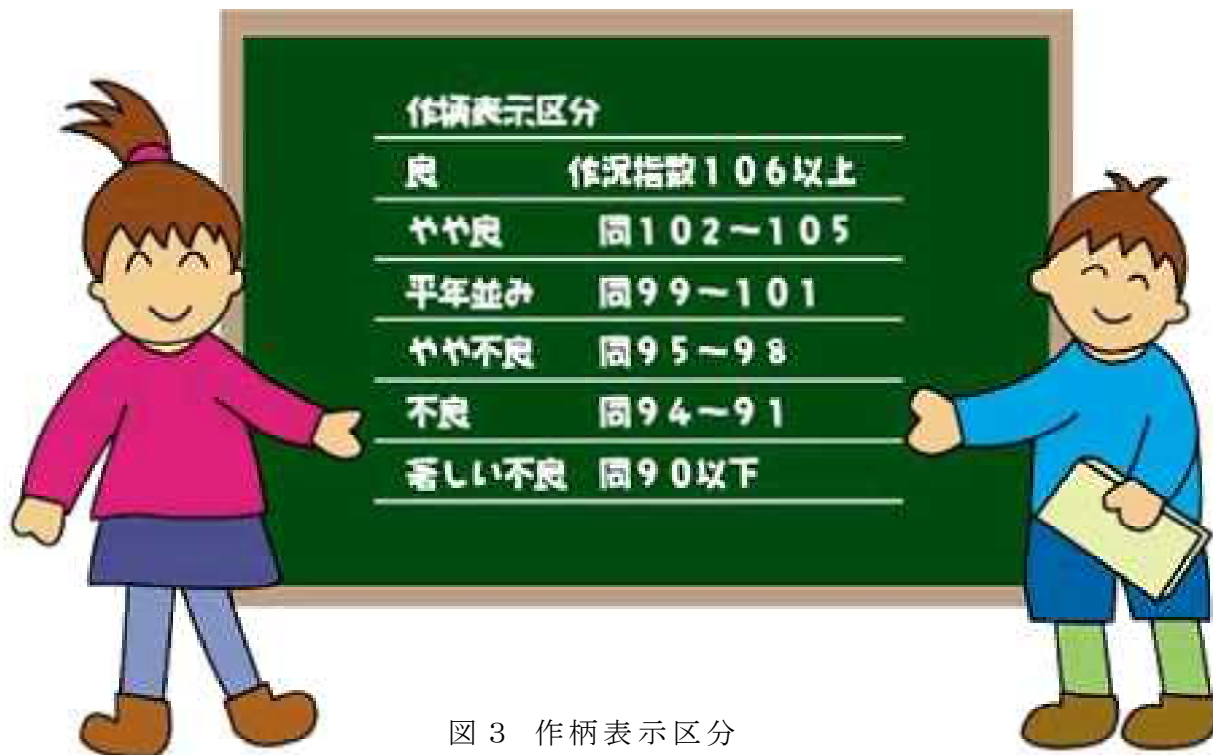 作柄表示区分
良 作況指数106以上
やや良 同102～105
平年並み 同99～101
やや不良 同95～98
不良 同94～91
著しい不良 同90以下
図3 作柄表示区分